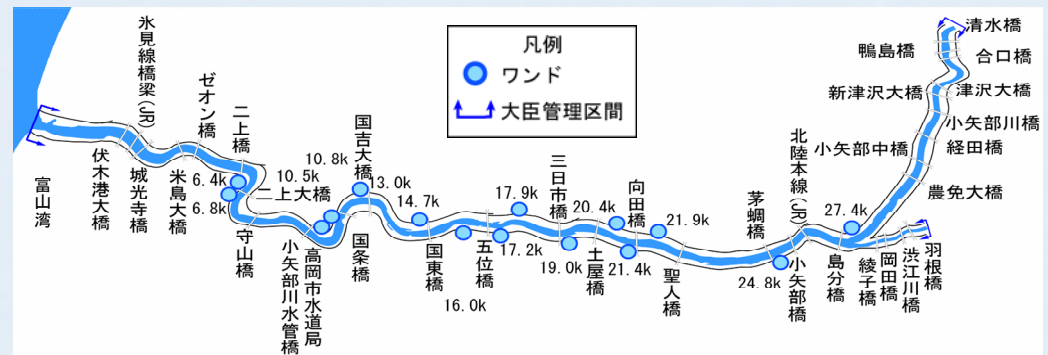 凡例
ワンド
大臣管理区間
富山湾
伏木港大橋
氷見線橋梁(JR)
城光寺橋
米島大橋
ゼオン橋
二上橋
6.4k
6.8k
二上大橋
守山橋
小矢部川水管橋
高岡市水道局
10.5k
10.8k
国吉大橋
13.0k
国条橋
14.7k
国東橋
16.0k
五位橋
17.2k
17.9k
三日市橋
19.0k
土屋橋
20.4k
向田橋
21.4k
21.9k
聖人橋
茅蜩橋
24.8k
北陸本線(JR)
小矢部橋
27.4k
島分橋
綾子橋
岡田橋
渋江川橋
羽根橋
農免大橋
経田橋
小矢部中橋
小矢部川橋
新津沢大橋
津沢大橋
鴨島橋
合口橋
清水橋